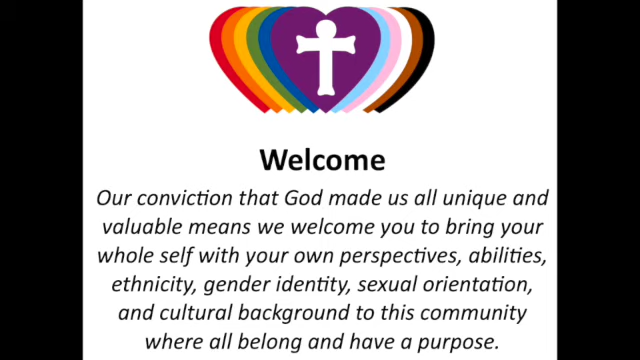 Welcome
Our conviction that God made us all unique and
valuable means we welcome you to bring your
whole self with your own perspectives, abilities,
ethnicity, gender identity, sexual orientation,
and cultural background to this community
where all belong and have a purpose.